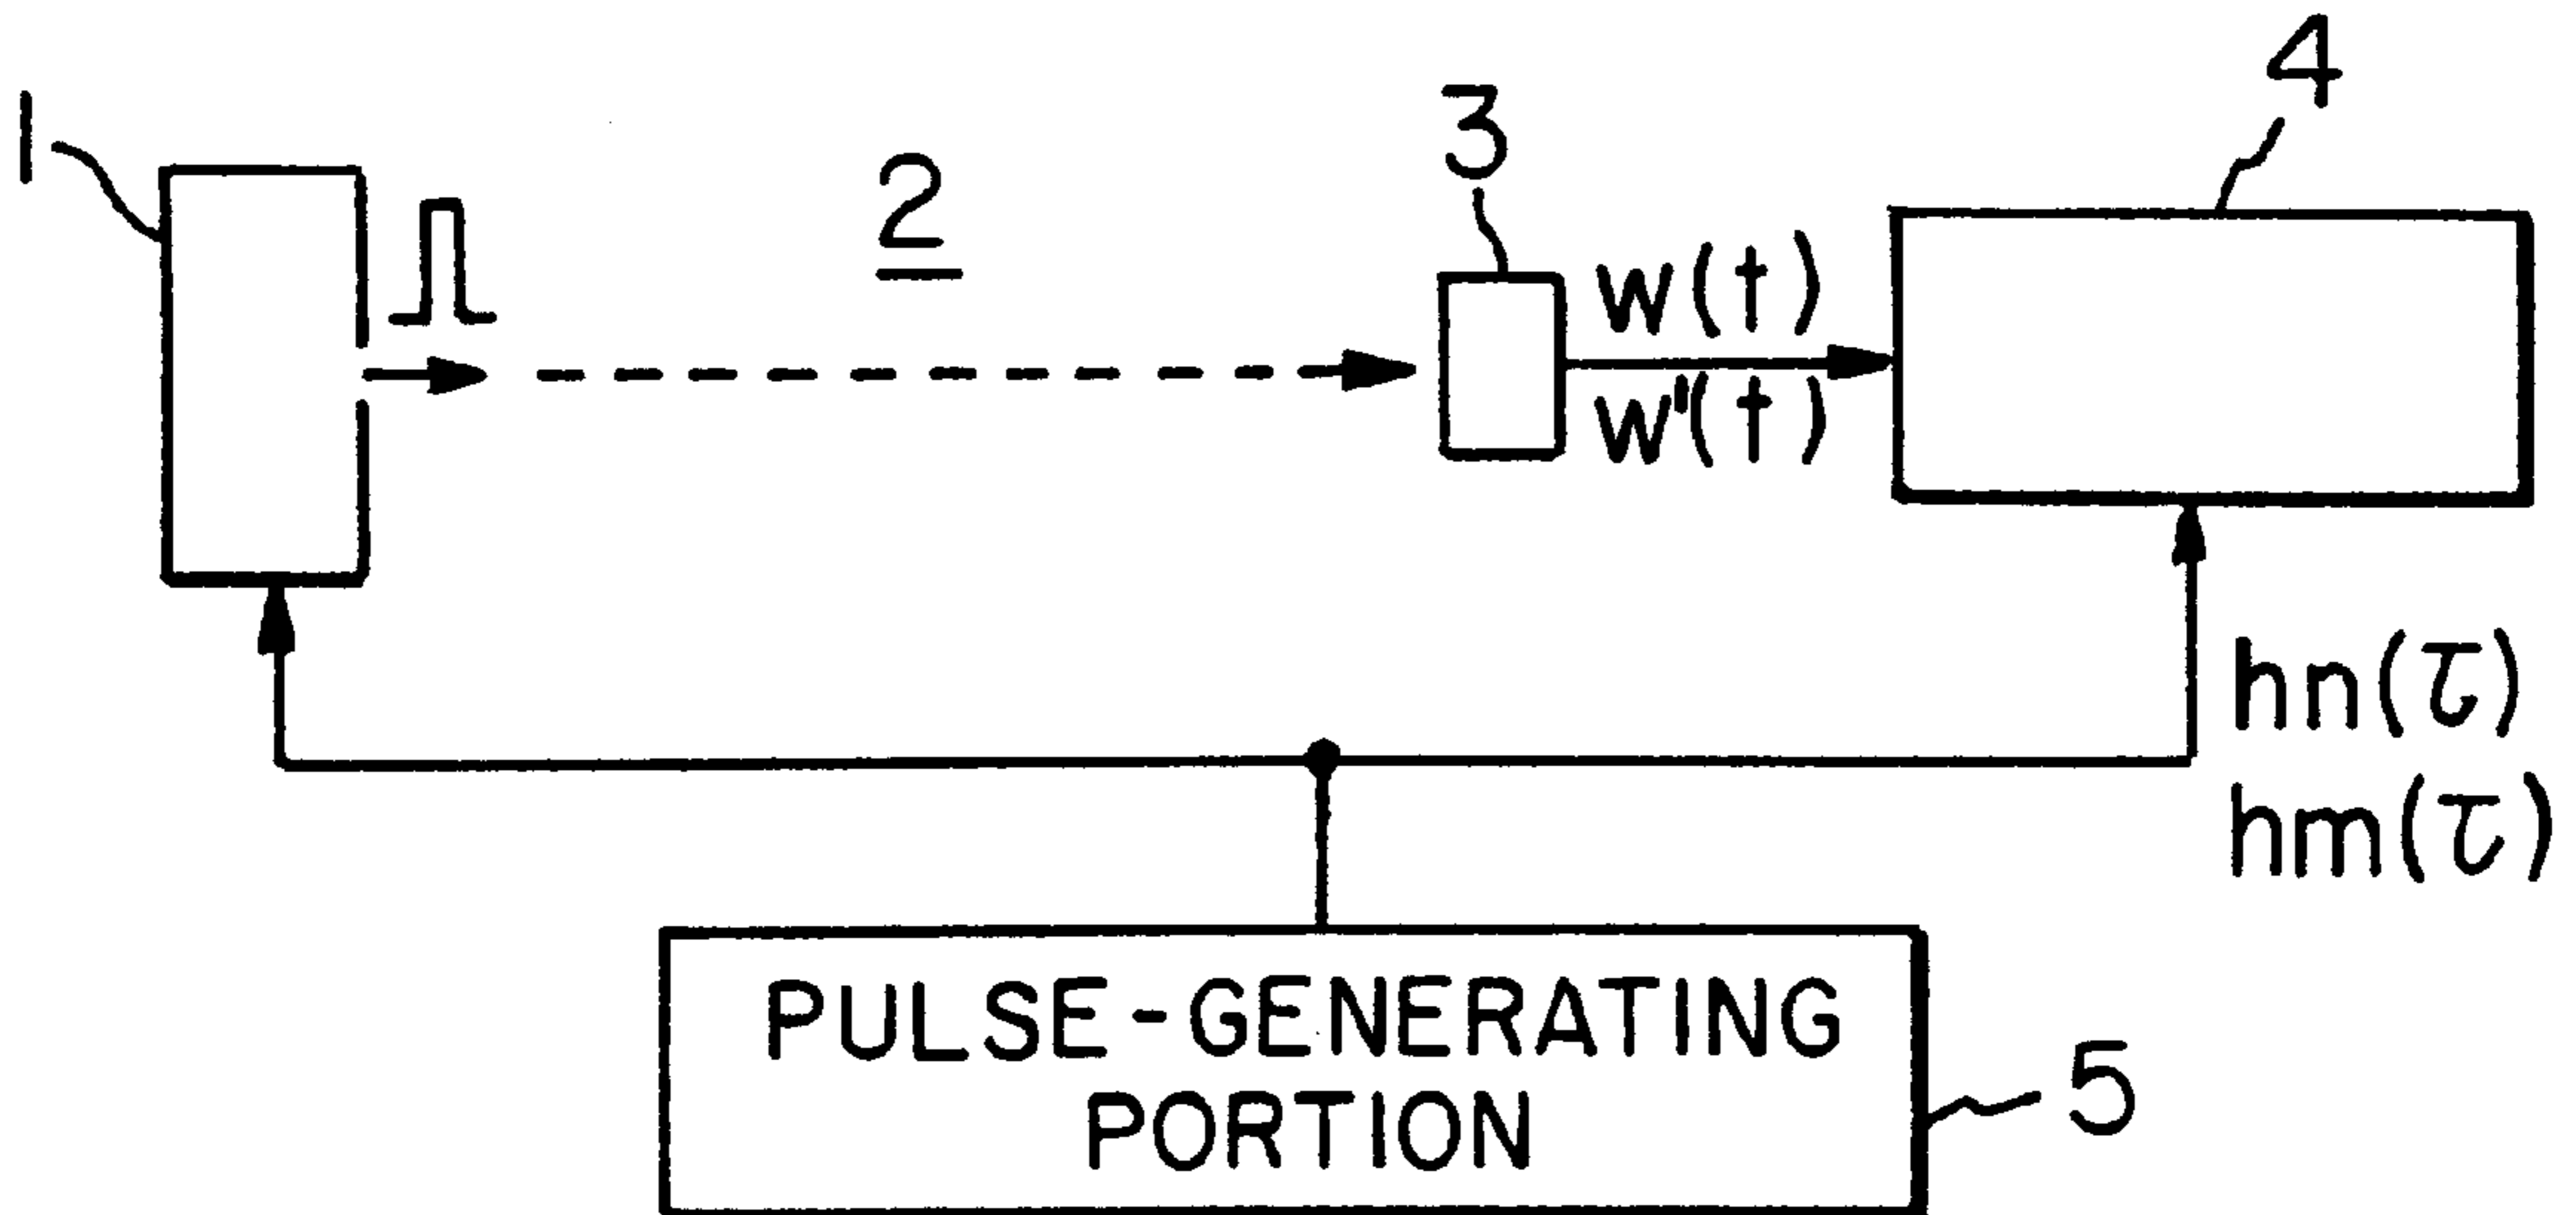 1
2
3
4
W(t)
W'(t)
hn(τ)
hm(τ)
PULSE-GENERATING
PORTION
5